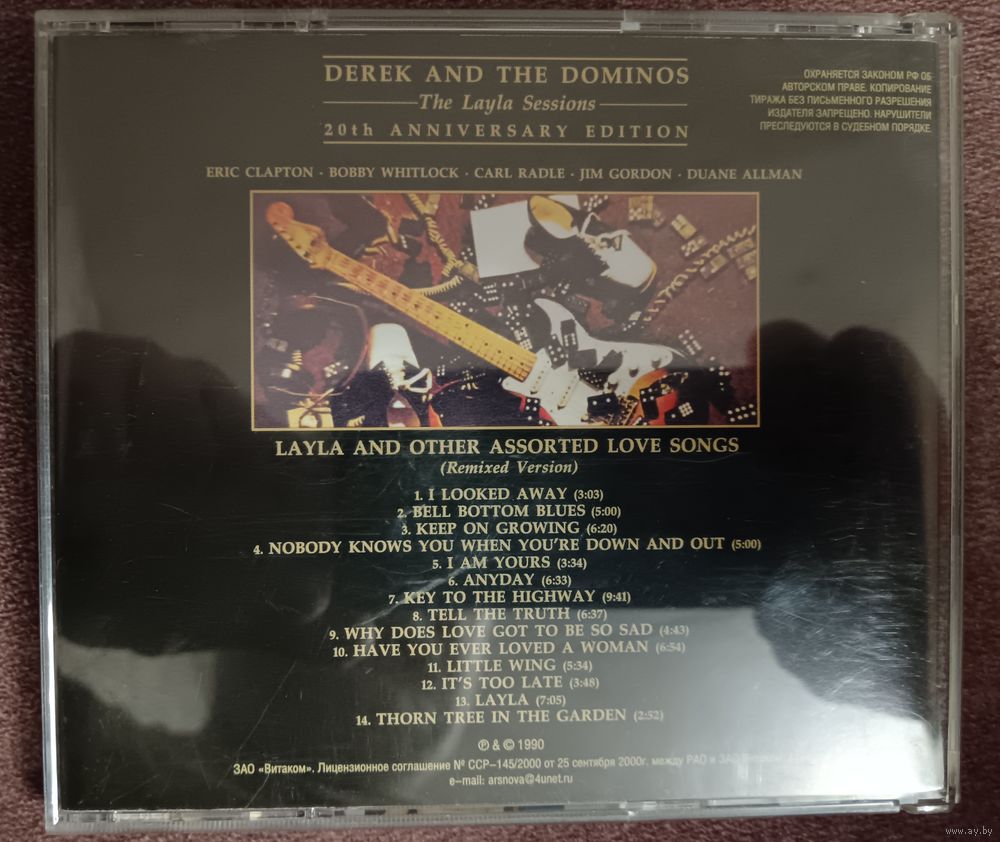 DEREK AND THE DOMINOS
The Layla Sessions
20th ANNIVERSARY EDITION
ОХРАНЯЕТСЯ ЗАКОНОМ РФ ОБ
АВТОРСКОМ ПРАВЕ. КОПИРОВАНИЕ
ТИРАЖА БЕЗ ПИСЬМЕННОГО РАЗРЕШЕНИЯ
ИЗДАТЕЛЯ ЗАПРЕЩЕНО. НАРУШИТЕЛИ
ПРЕСЛЕДУЮТСЯ В СУДЕБНОМ ПОРЯДКЕ.
ERIC CLAPTON · BOBBY WHITLOCK · CARL RADLE · JIM GORDON · DUANE ALLMAN
LAYLA AND OTHER ASSORTED LOVE SONGS
(Remixed Version)
1. I LOOKED AWAY (3:03)
2. BELL BOTTOM BLUES (5:00)
3. KEEP ON GROWING (6:20)
4. NOBODY KNOWS YOU WHEN YOU'RE DOWN AND OUT (5:00)
5. I AM YOURS (3:34)
6. ANYDAY (6:33)
7. KEY TO THE HIGHWAY (9:41)
8. TELL THE TRUTH (6:37)
9. WHY DOES LOVE GOT TO BE SO SAD (4:43)
10. HAVE YOU EVER LOVED A WOMAN (6:54)
11. LITTLE WING (5:34)
12. IT'S TOO LATE (3:48)
13. LAYLA (7:05)
14. THORN TREE IN THE GARDEN (2:52)
℗ & © 1990
ЗАО «Витаком». Лицензионное соглашение № ССР-145/2000 от 25 сентября 2000г. между РАО и ЗАО
e-mail: arsnova@4unet.ru
www.ay.by